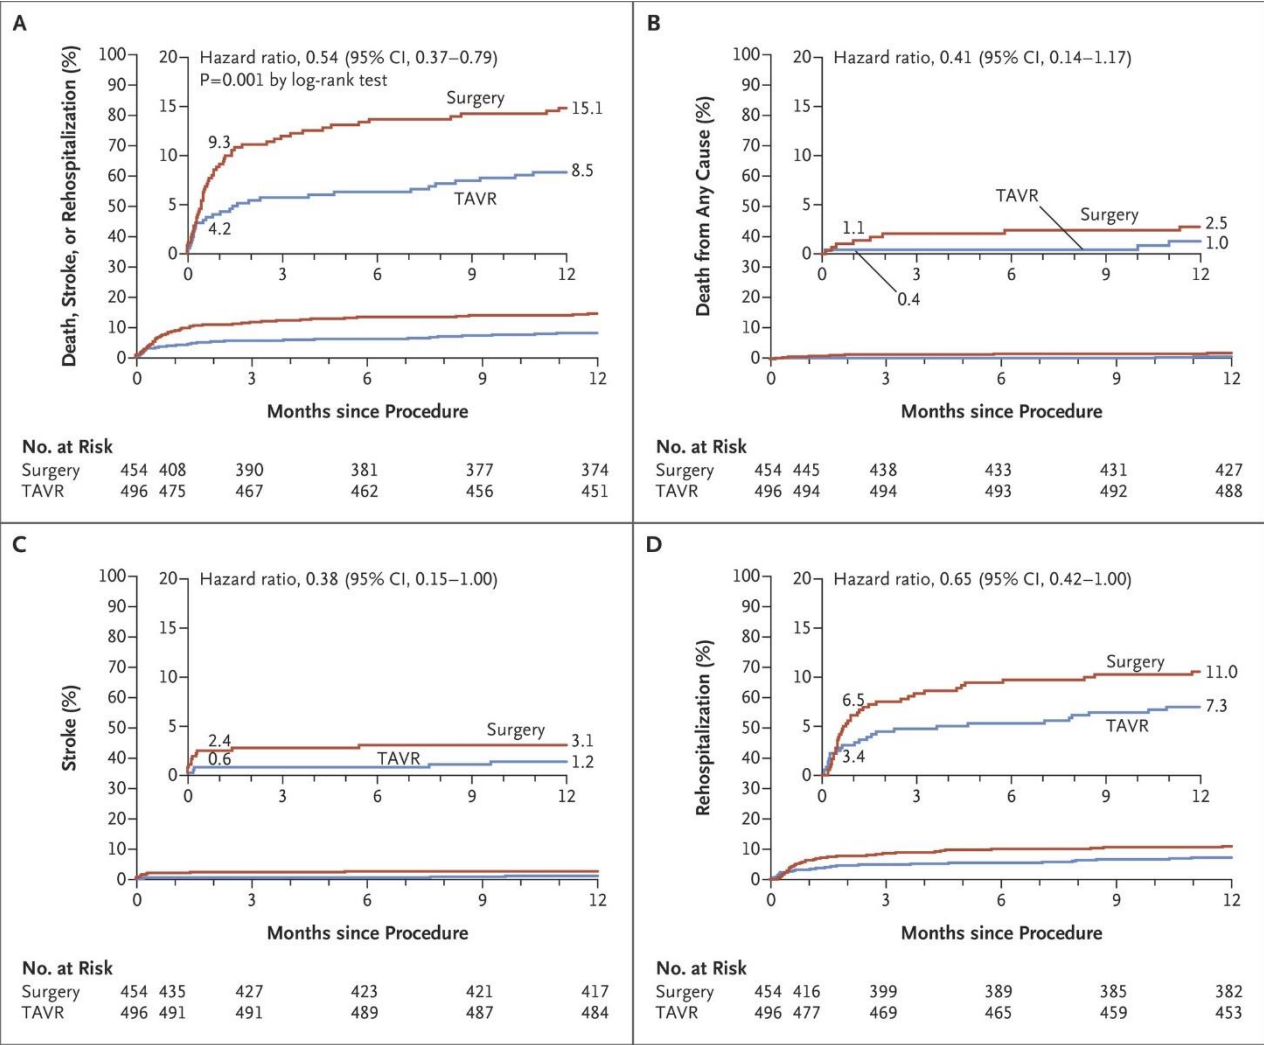 A
Death, Stroke, or Rehospitalization (%)
100
90
80
70
60
50
40
30
20
10
0
20
15
10
5
0
Hazard ratio, 0.54 (95% CI, 0.37–0.79)
P=0.001 by log-rank test
Surgery
15.1
9.3
8.5
TAVR
4.2
0 3 6 9 12
0 3 6 9 12
Months since Procedure
No. at Risk
Surgery 454 408 390 381 377 374
TAVR 496 475 467 462 456 451
B
Death from Any Cause (%)
100
90
80
70
60
50
40
30
20
10
0
20
15
10
5
0
Hazard ratio, 0.41 (95% CI, 0.14–1.17)
TAVR
Surgery
1.1
2.5
1.0
0.4
0 3 6 9 12
0 3 6 9 12
Months since Procedure
No. at Risk
Surgery 454 445 438 433 431 427
TAVR 496 494 494 493 492 488
C
Stroke (%)
100
90
80
70
60
50
40
30
20
10
0
20
15
10
5
0
Hazard ratio, 0.38 (95% CI, 0.15–1.00)
Surgery
2.4
3.1
0.6
TAVR
1.2
0 3 6 9 12
0 3 6 9 12
Months since Procedure
No. at Risk
Surgery 454 435 427 423 421 417
TAVR 496 491 491 489 487 484
D
Rehospitalization (%)
100
90
80
70
60
50
40
30
20
10
0
20
15
10
5
0
Hazard ratio, 0.65 (95% CI, 0.42–1.00)
Surgery
11.0
6.5
7.3
TAVR
3.4
0 3 6 9 12
0 3 6 9 12
Months since Procedure
No. at Risk
Surgery 454 416 399 389 385 382
TAVR 496 477 469 465 459 453